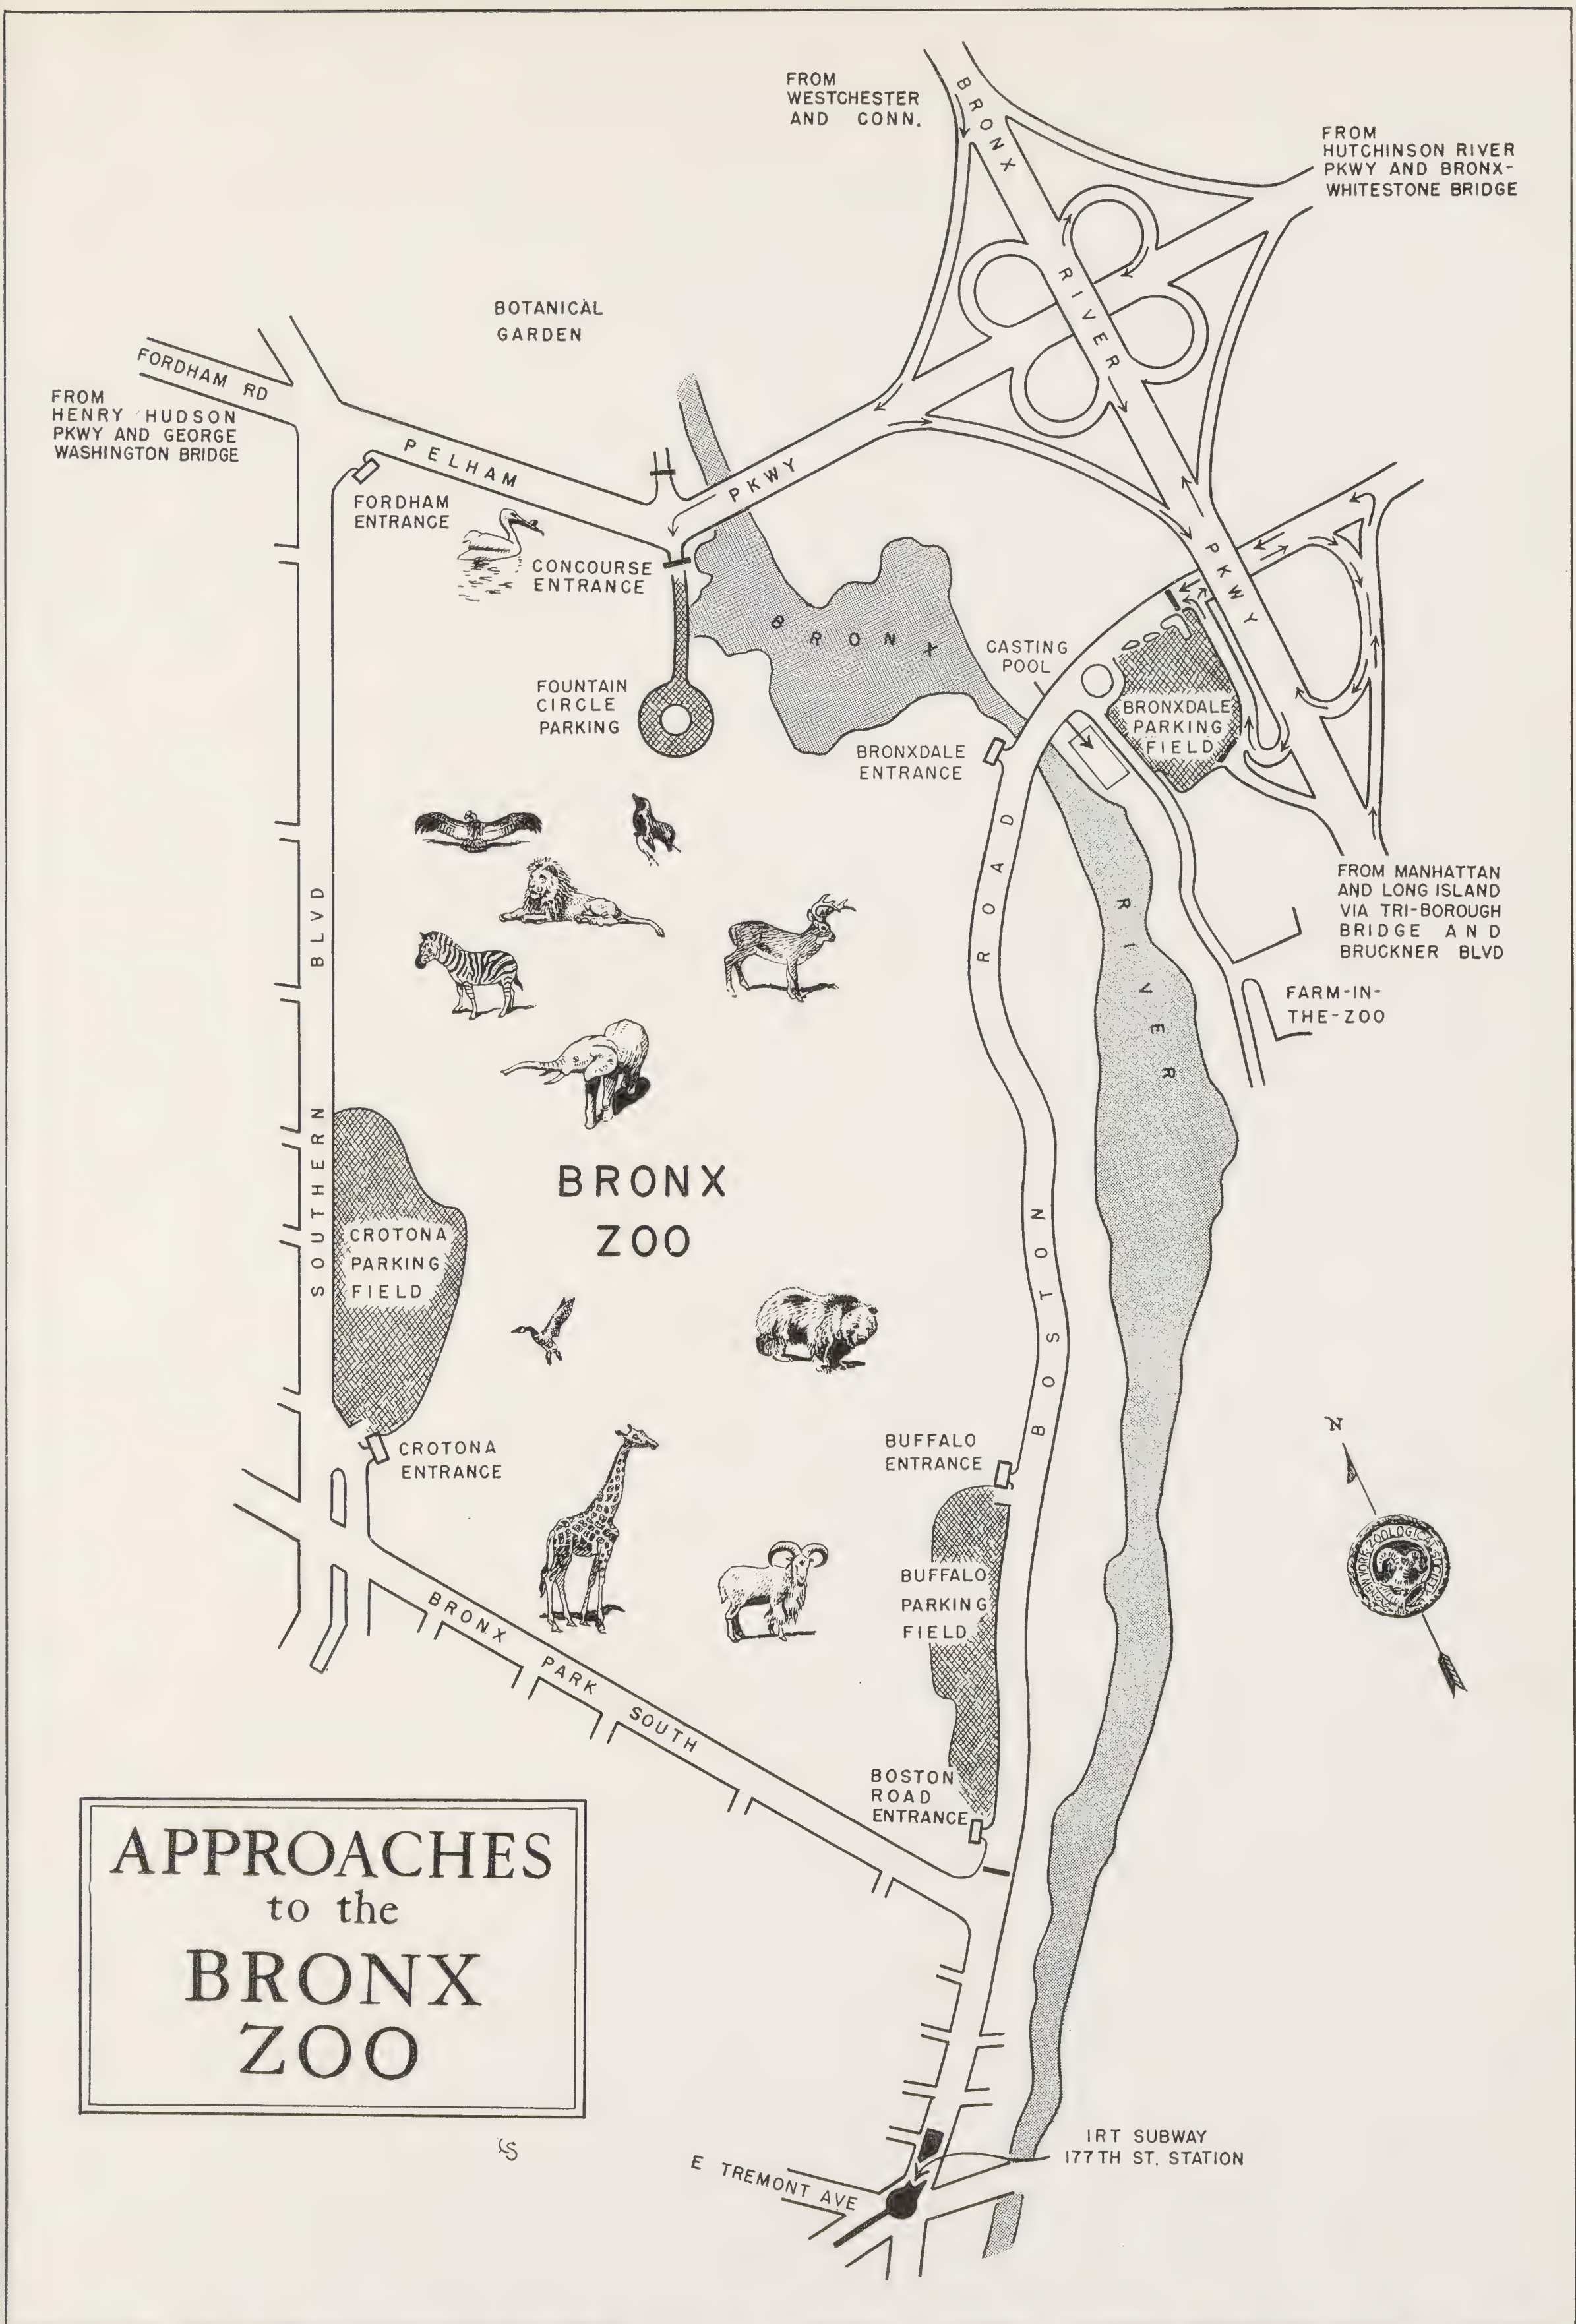 FROM
WESTCHESTER
AND CONN.
BRONX RIVER PKWY
FROM
HUTCHINSON RIVER
PKWY AND BRONX-
WHITESTONE BRIDGE
BOTANICAL
GARDEN
FORDHAM RD
FROM
HENRY HUDSON
PKWY AND GEORGE
WASHINGTON BRIDGE
PELHAM PKWY
FORDHAM
ENTRANCE
CONCOURSE
ENTRANCE
BRONX RIVER
CASTING
POOL
FOUNTAIN
CIRCLE
PARKING
BRONXDALE
PARKING
FIELD
BRONXDALE
ENTRANCE
FROM MANHATTAN
AND LONG ISLAND
VIA TRI-BOROUGH
BRIDGE AND
BRUCKNER BLVD
FARM-IN-
THE-ZOO
SOUTHERN BLVD
BOSTON ROAD
BRONX
ZOO
CROTONA
PARKING
FIELD
CROTONA
ENTRANCE
BUFFALO
ENTRANCE
N
NEW YORK ZOOLOGICAL SOCIETY
BUFFALO
PARKING
FIELD
BRONX PARK SOUTH
BOSTON
ROAD
ENTRANCE
APPROACHES
to the
BRONX
ZOO
IRT SUBWAY
177TH ST. STATION
E TREMONT AVE